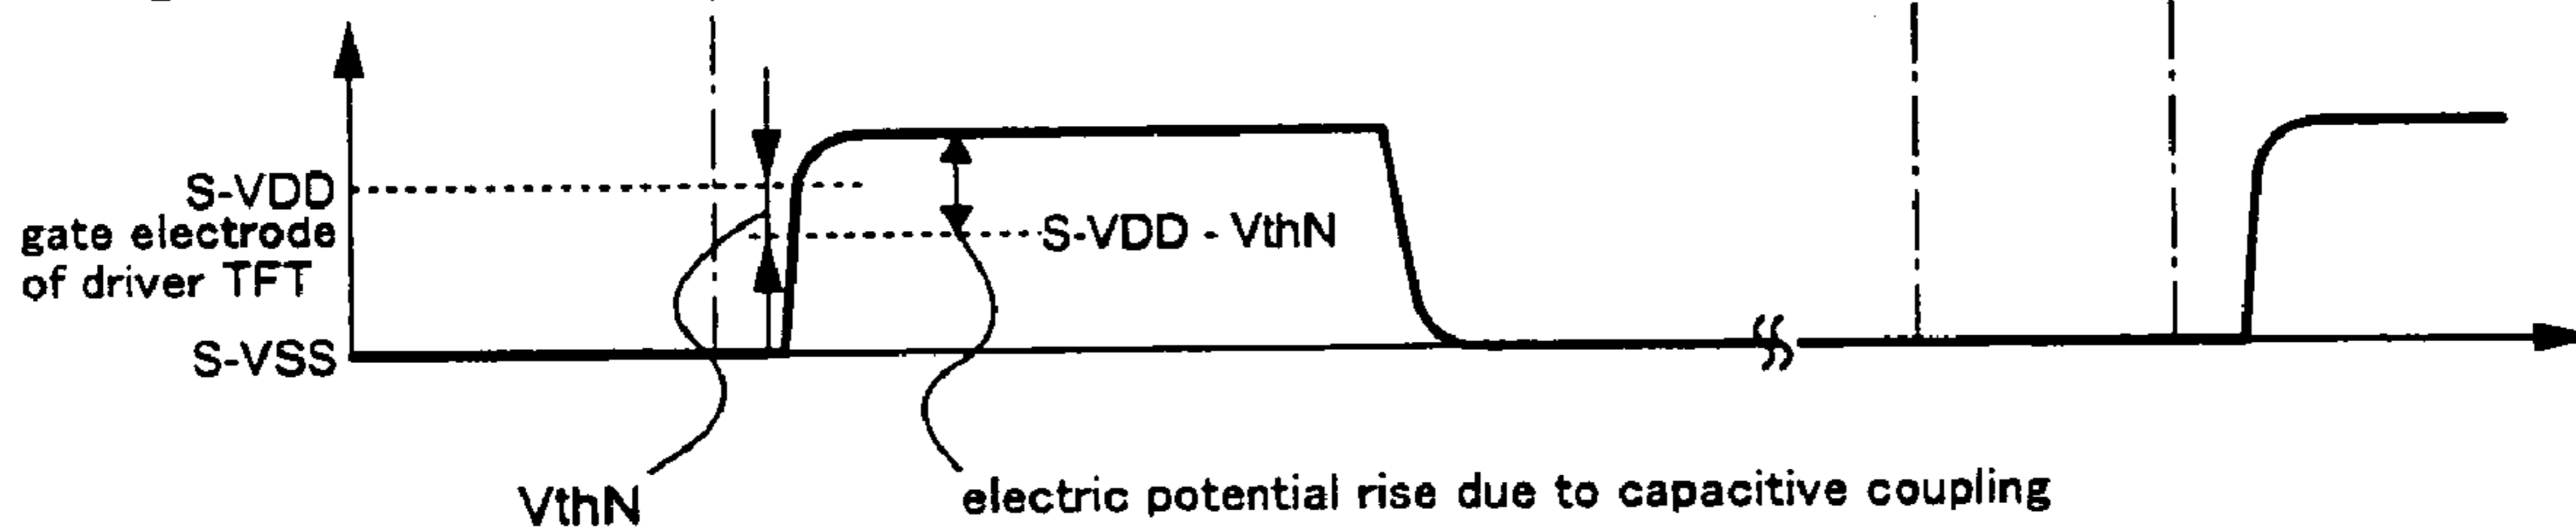 S-VDD
gate electrode
of driver TFT
S-VDD - VthN
S-VSS
VthN
electric potential rise due to capacitive coupling